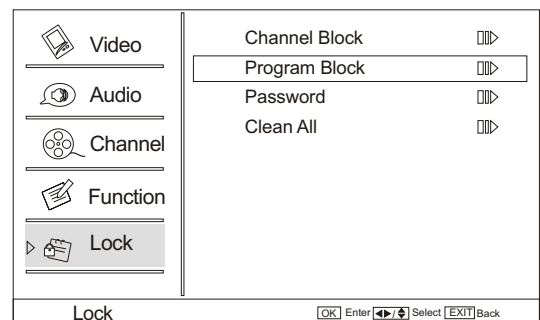 Video
Audio
Channel
Function
Lock
Channel Block
Program Block
Password
Clean All
Lock
OK Enter ◀▶/▲▼ Select EXIT Back